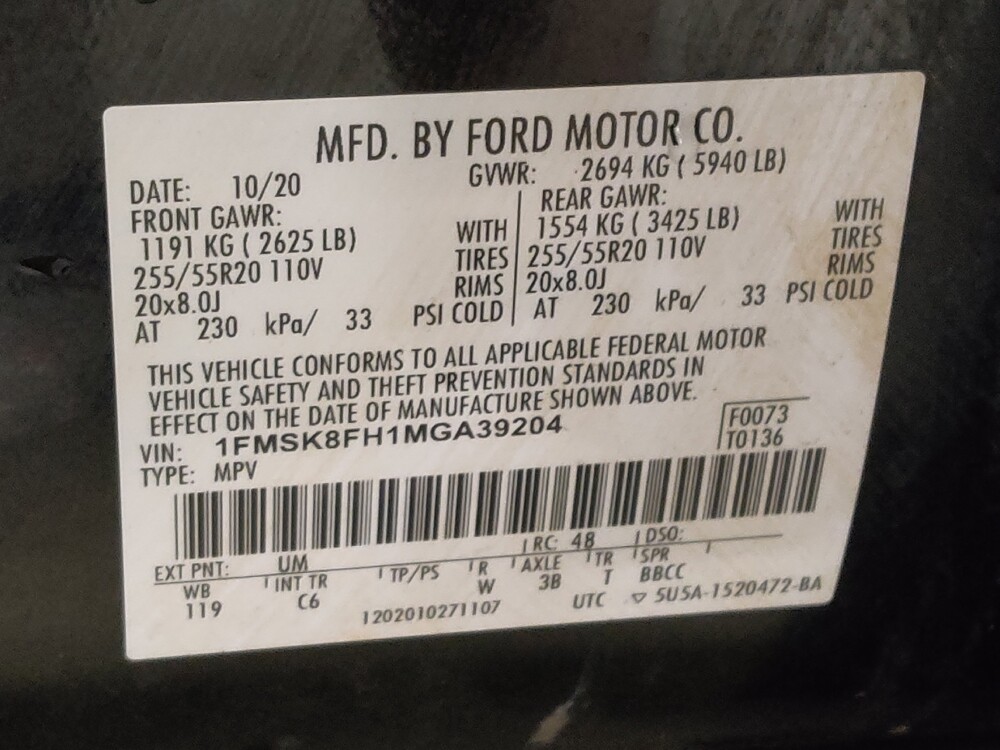 MFD. BY FORD MOTOR CO.
DATE: 10/20 GVWR: 2694 KG ( 5940 LB)
FRONT GAWR: REAR GAWR:
1191 KG ( 2625 LB) WITH 1554 KG ( 3425 LB) WITH
255/55R20 110V TIRES 255/55R20 110V TIRES
20x8.0J RIMS 20x8.0J RIMS
AT 230 kPa/ 33 PSI COLD AT 230 kPa/ 33 PSI COLD
THIS VEHICLE CONFORMS TO ALL APPLICABLE FEDERAL MOTOR
VEHICLE SAFETY AND THEFT PREVENTION STANDARDS IN
EFFECT ON THE DATE OF MANUFACTURE SHOWN ABOVE.
VIN: 1FMSK8FH1MGA39204 F0073
TYPE: MPV T0136
EXT PNT: UM RC: 48 DSO:
WB INT TR TP/PS R AXLE TR SPR
119 C6 W 3B T BBCC
1202010271107 UTC ▽ 5U5A-1520472-BA